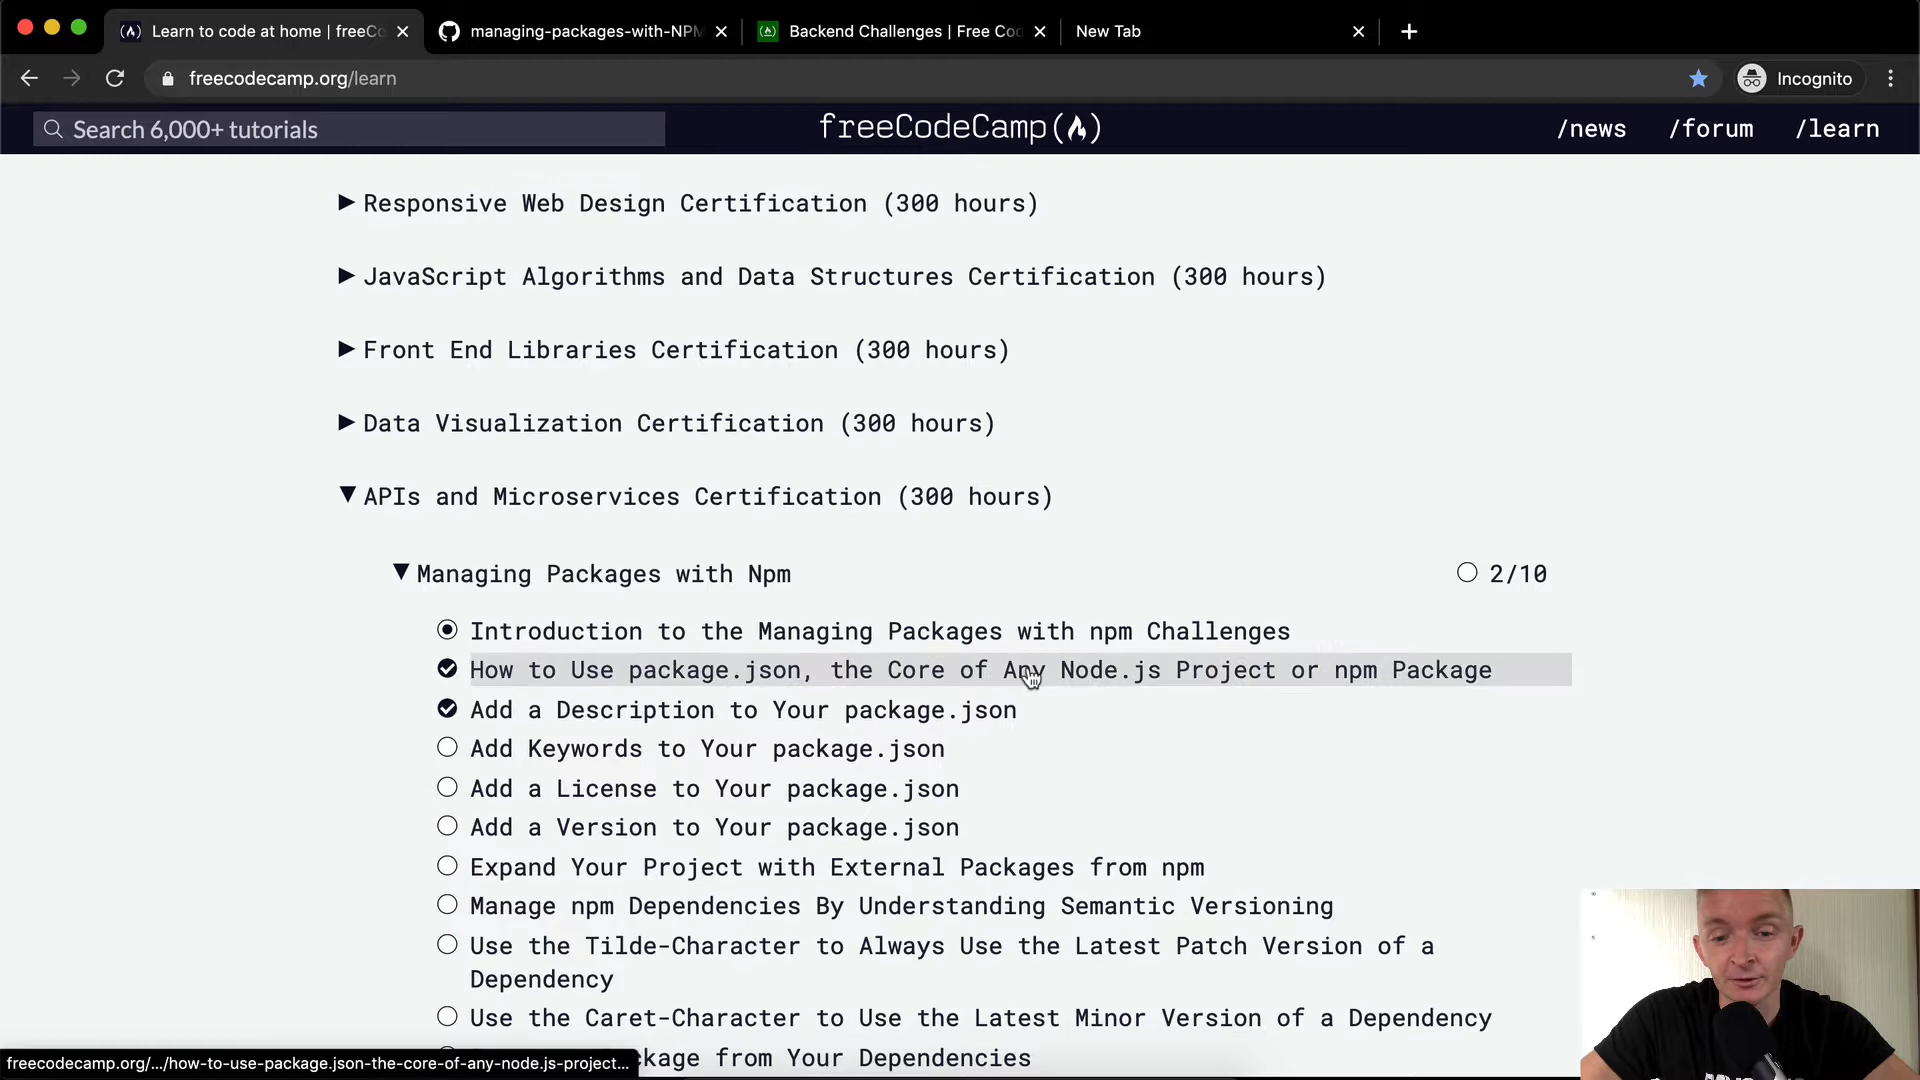 Learn to code at home | freeCo
managing-packages-with-NPM
Backend Challenges | Free Co
New Tab
freecodecamp.org/learn
Incognito
Search 6,000+ tutorials
freeCodeCamp
/news
/forum
/learn
Responsive Web Design Certification (300 hours)
JavaScript Algorithms and Data Structures Certification (300 hours)
Front End Libraries Certification (300 hours)
Data Visualization Certification (300 hours)
APIs and Microservices Certification (300 hours)
Managing Packages with Npm
2/10
Introduction to the Managing Packages with npm Challenges
How to Use package.json, the Core of Any Node.js Project or npm Package
Add a Description to Your package.json
Add Keywords to Your package.json
Add a License to Your package.json
Add a Version to Your package.json
Expand Your Project with External Packages from npm
Manage npm Dependencies By Understanding Semantic Versioning
Use the Tilde-Character to Always Use the Latest Patch Version of a
Dependency
Use the Caret-Character to Use the Latest Minor Version of a Dependency
ckage from Your Dependencies
freecodecamp.org/.../how-to-use-package.json-the-core-of-any-node.js-project...